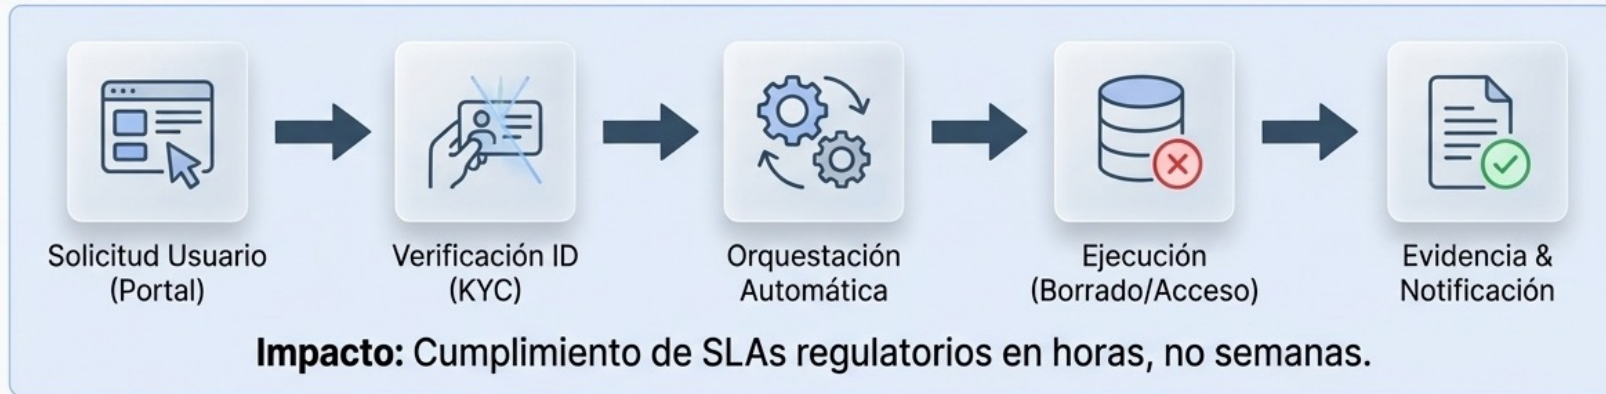 Solicitud Usuario
(Portal)
Verificación ID
(KYC)
Orquestación
Automática
Ejecución
(Borrado/Acceso)
Evidencia &
Notificación
Impacto: Cumplimiento de SLAs regulatorios en horas, no semanas.